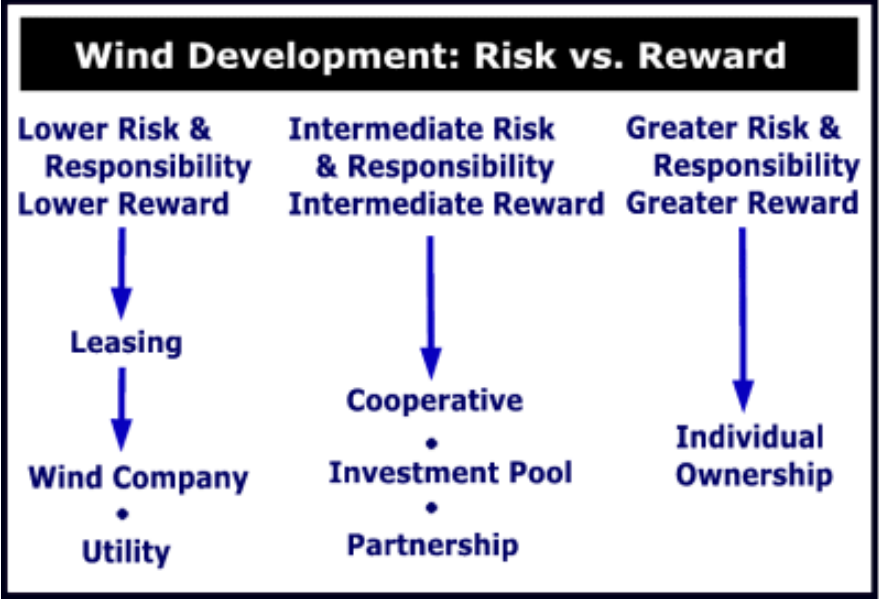 Wind Development: Risk vs. Reward
Lower Risk &
Responsibility
Lower Reward
Leasing
Wind Company
•
Utility
Intermediate Risk
& Responsibility
Intermediate Reward
Cooperative
•
Investment Pool
•
Partnership
Greater Risk &
Responsibility
Greater Reward
Individual
Ownership